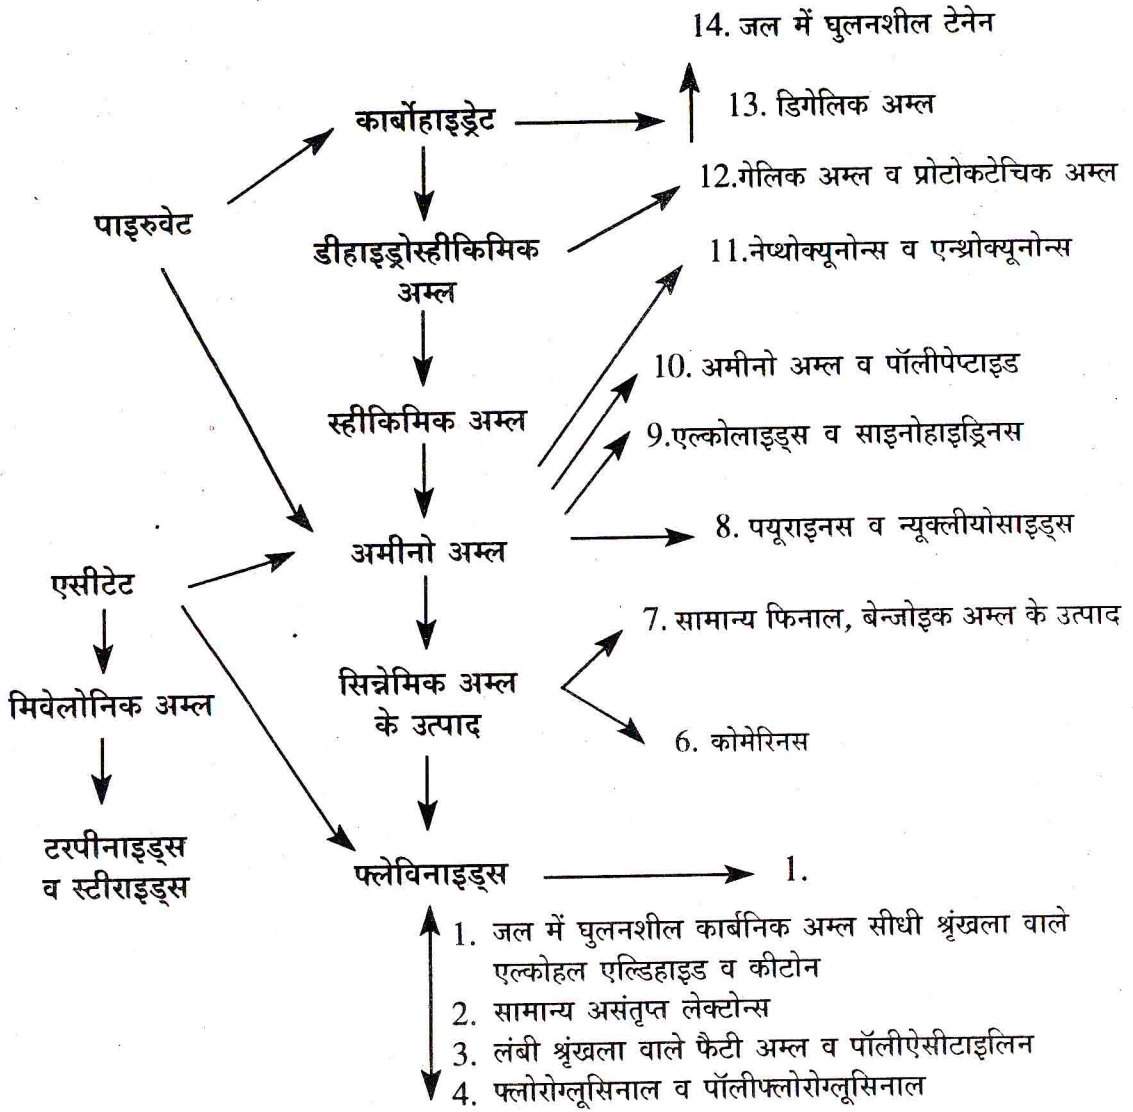 14. जल में घुलनशील टेनेन
13. डिगेलिक अम्ल
कार्बोहाइड्रेट
12.गेलिक अम्ल व प्रोटोकटेचिक अम्ल
पाइरुवेट
डीहाइड्रोस्हीकिमिक
अम्ल
11.नेप्थोक्यूनोन्स व एन्थ्रोक्यूनोन्स
10. अमीनो अम्ल व पॉलीपेप्टाइड
स्हीकिमिक अम्ल
9.एल्कोलाइड्स व साइनोहाइड्रिनस
8. पयूराइनस व न्यूक्लीयोसाइड्स
अमीनो अम्ल
एसीटेट
7. सामान्य फिनाल, बेन्जोइक अम्ल के उत्पाद
सिन्नेमिक अम्ल
के उत्पाद
मिवेलोनिक अम्ल
6. कोमेरिनस
टरपीनाइड्स
व स्टीराइड्स
फ्लेविनाइड्स
1.
1. जल में घुलनशील कार्बनिक अम्ल सीधी श्रृंखला वाले
एल्कोहल एल्डिहाइड व कीटोन
2. सामान्य असंतृप्त लेक्टोन्स
3. लंबी श्रृंखला वाले फैटी अम्ल व पॉलीऐसीटाइलिन
4. फ्लोरोग्लूसिनाल व पॉलीफ्लोरोग्लूसिनाल